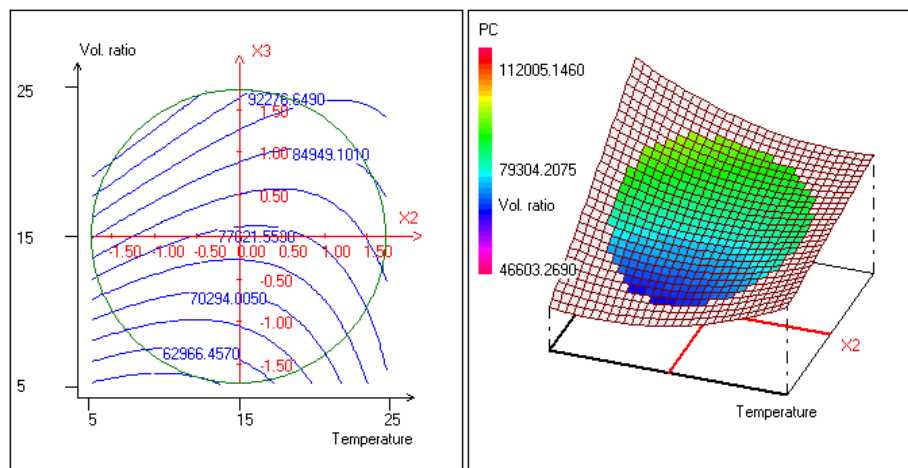 Vol. ratio
X3
25
92276.6490
1.50
84949.1010
1.00
0.50
X2
15
-1.50 -1.00 -0.50 0.00 0.50 1.00 1.50
-0.50
70294.0050
-1.00
62966.4570
-1.50
5
5 15 25
Temperature
PC
112005.1460
79304.2075
Vol. ratio
46603.2690
X2
Temperature